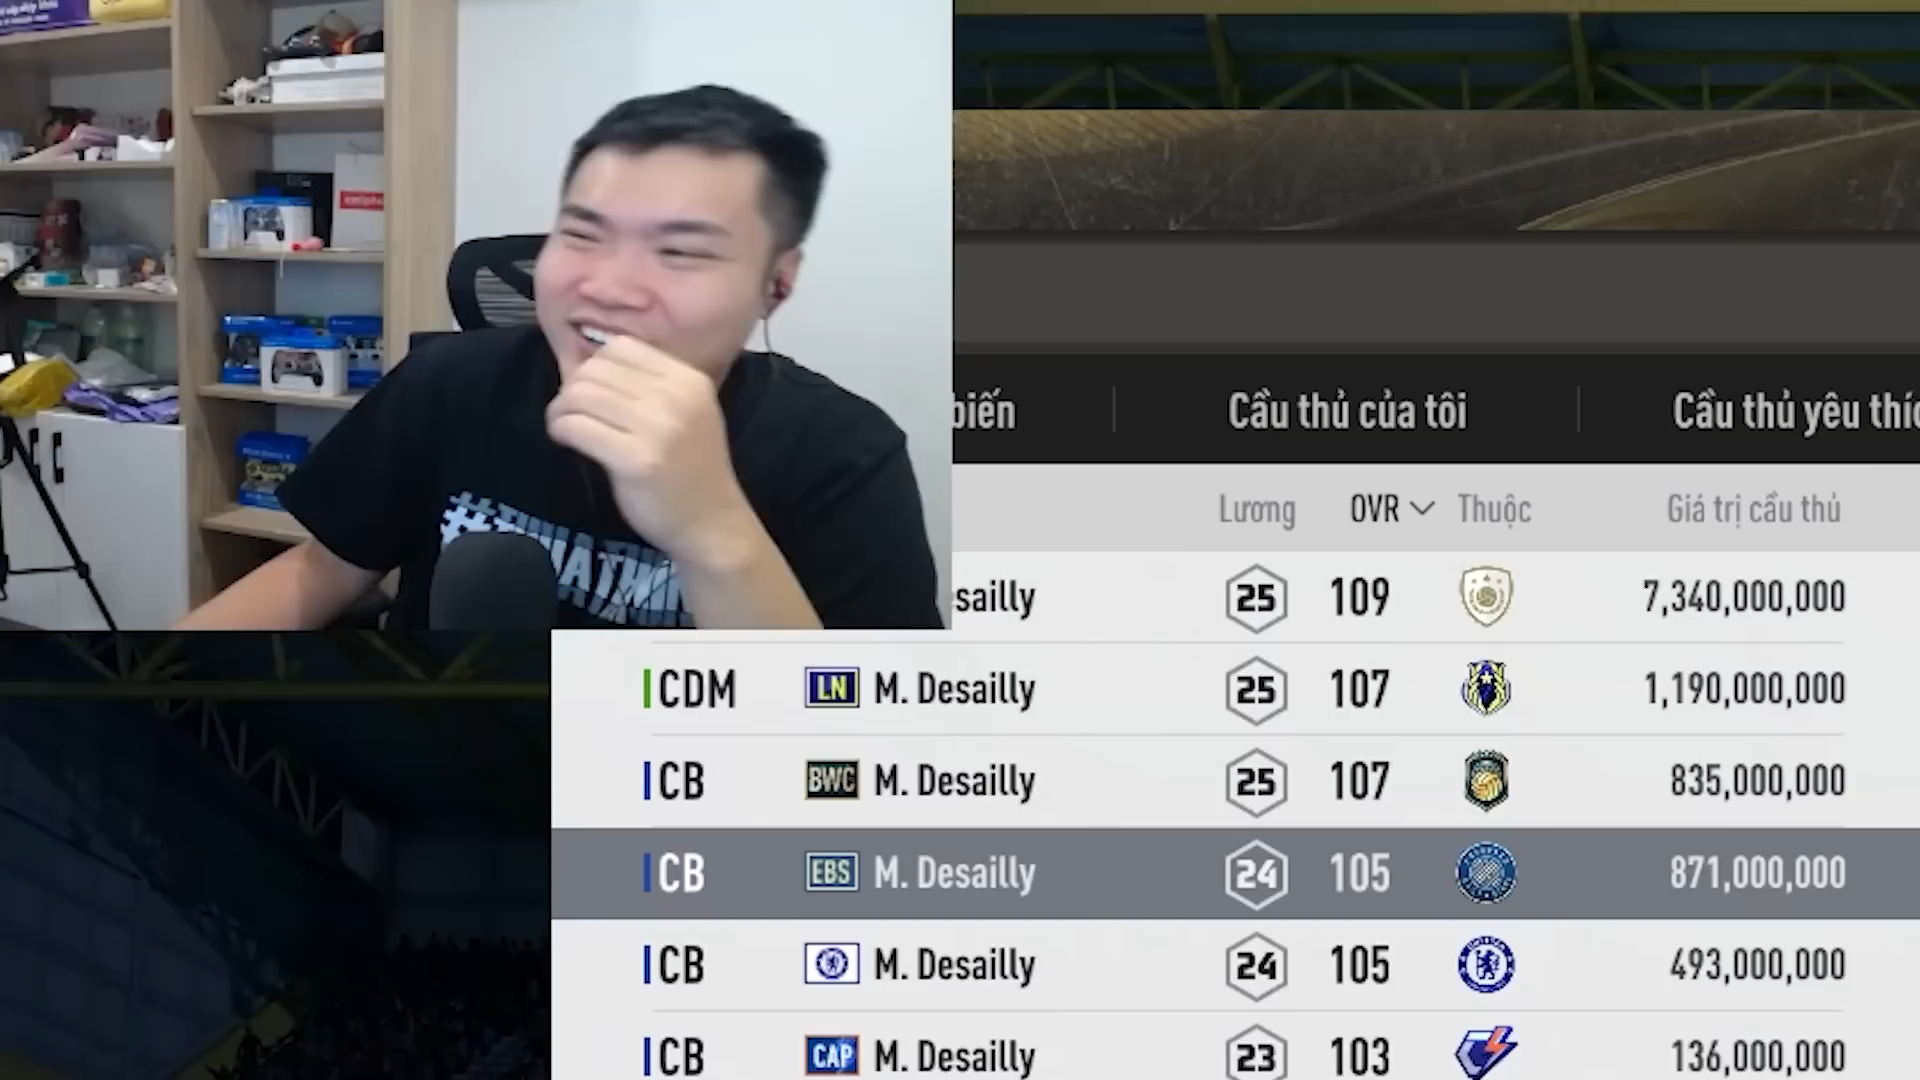 biến
Cầu thủ của tôi
Cầu thủ yêu thíc
Lương OVR Thuộc Giá trị cầu thủ
sailly 25 109 7,340,000,000
CDM LN M. Desailly 25 107 1,190,000,000
CB BWC M. Desailly 25 107 835,000,000
CB EBS M. Desailly 24 105 871,000,000
CB M. Desailly 24 105 493,000,000
CB CAP M. Desailly 23 103 136,000,000